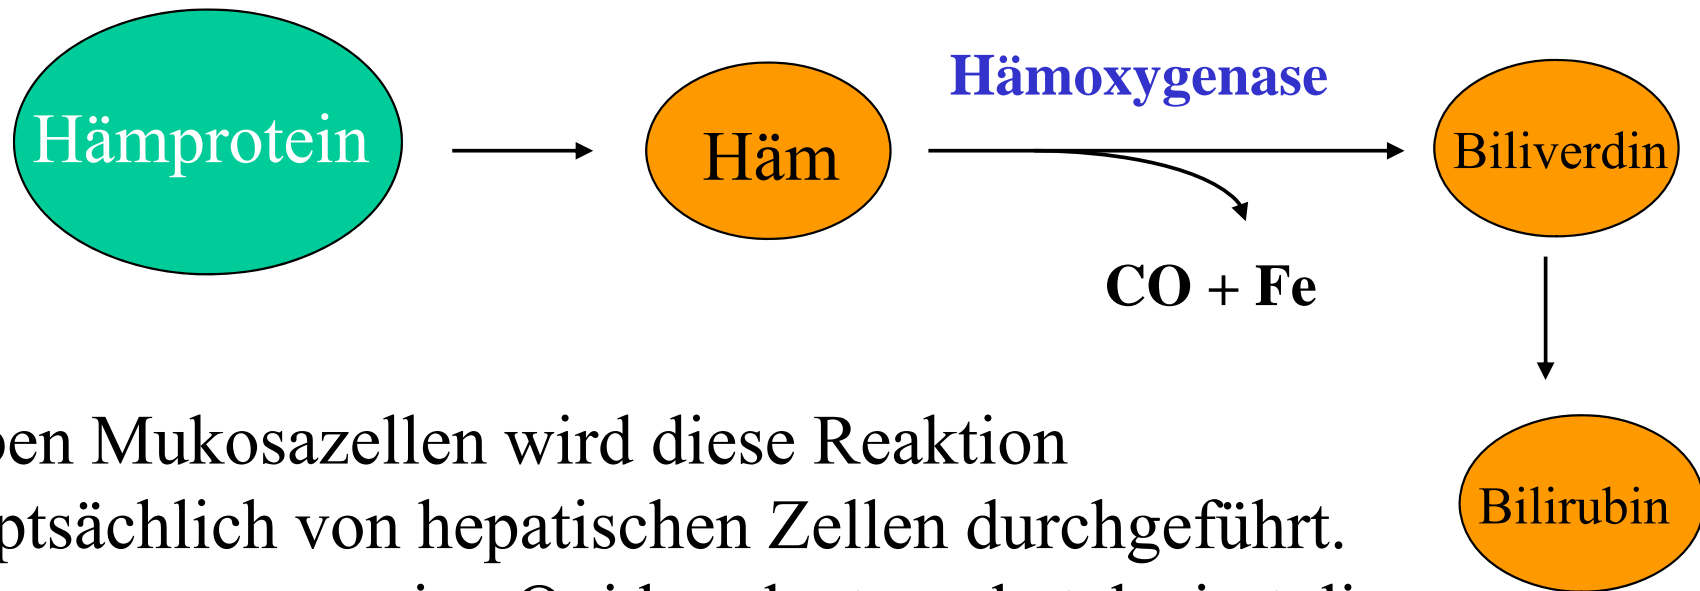 Hämoxygenase
Hämprotein
Häm
Biliverdin
CO + Fe
Mukosazellen wird diese Reaktion
von hepatischen Zellen durchgeführt.
Bilirubin